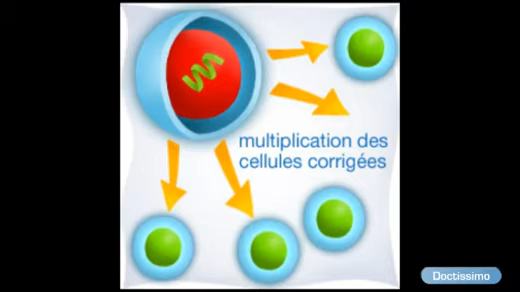 multiplication des
cellules corrigées
Doctissimo